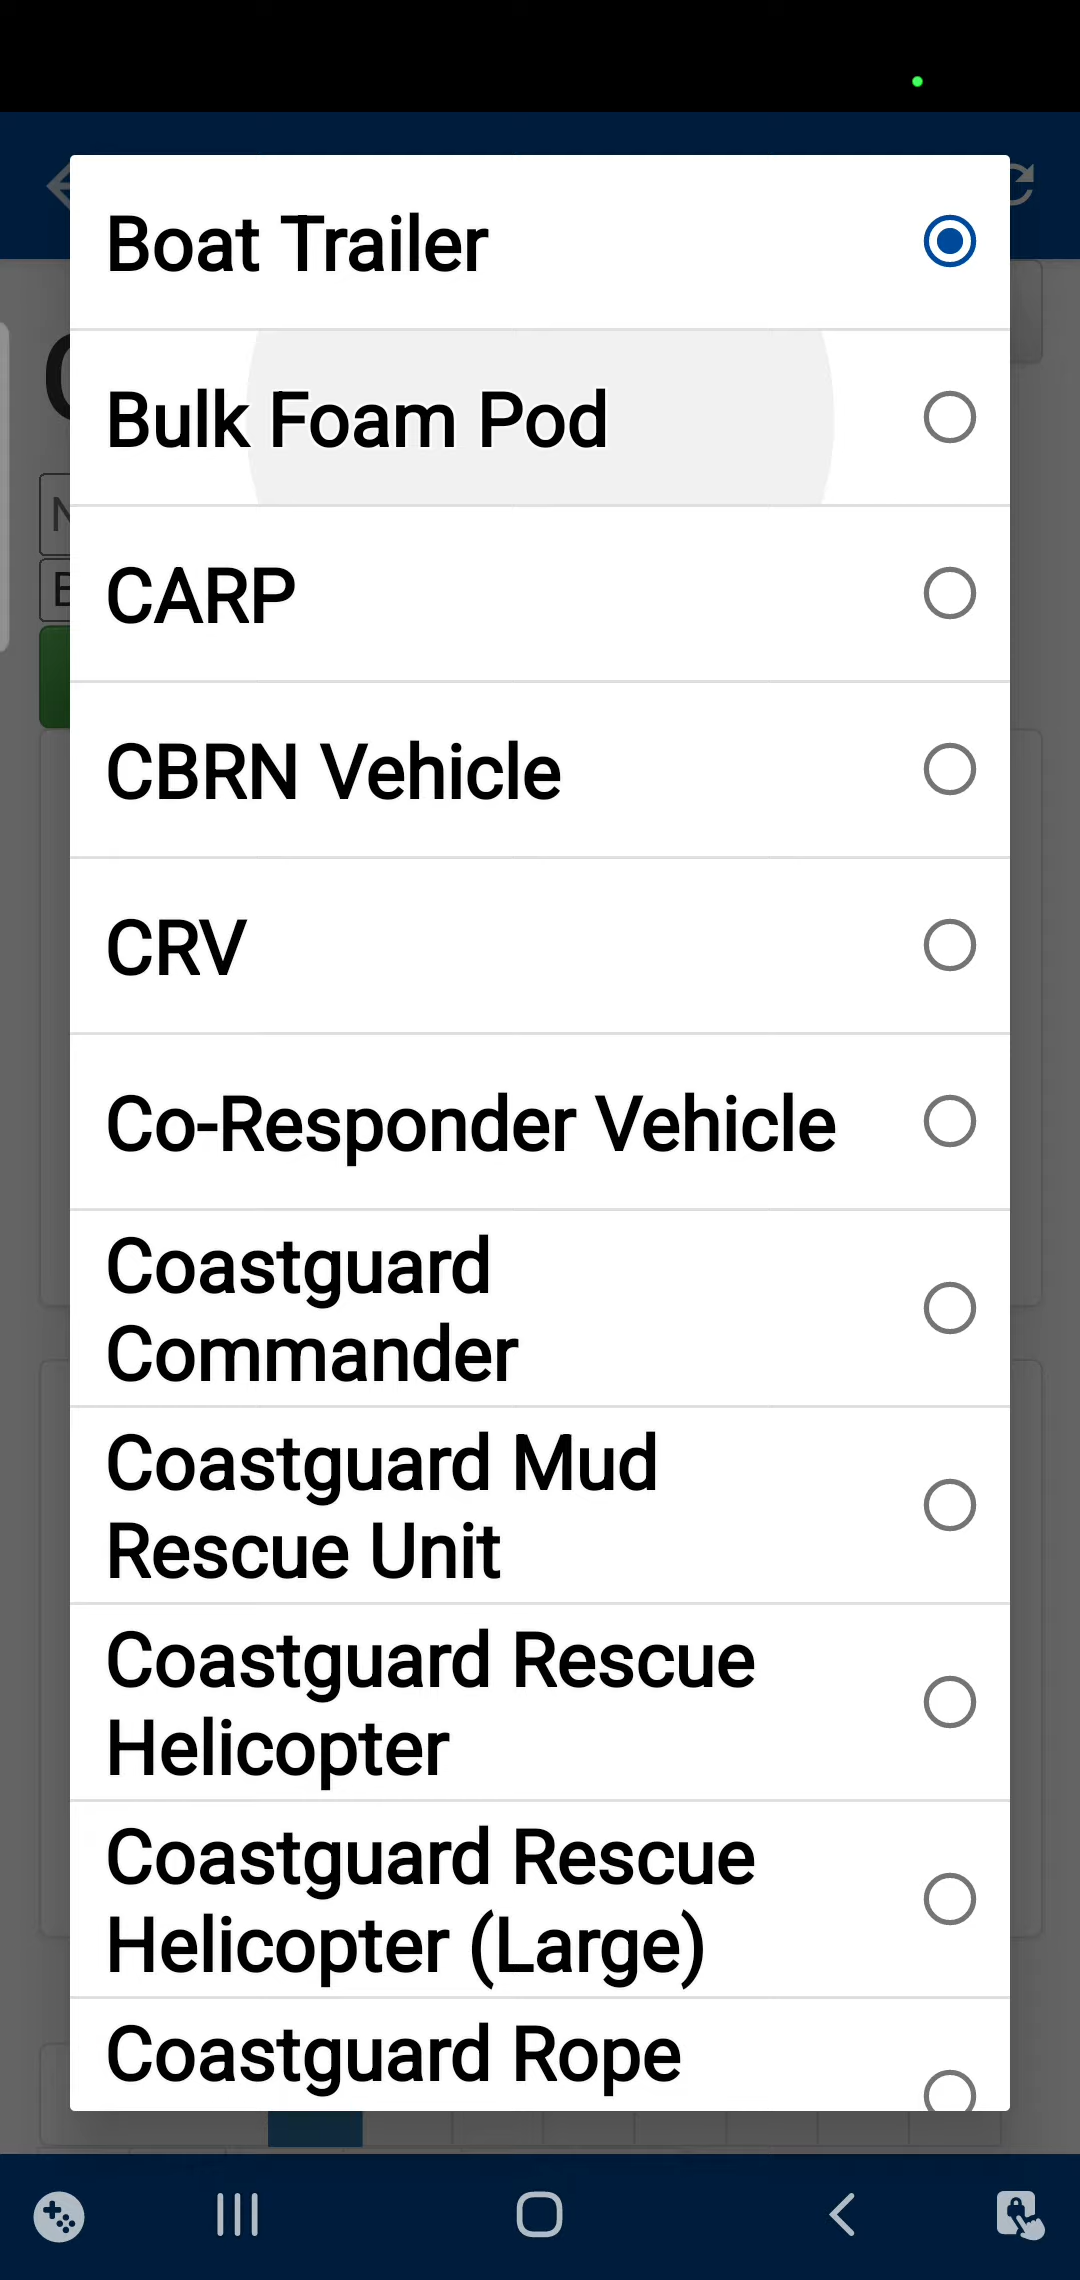 Boat Trailer
Bulk Foam Pod
CARP
CBRN Vehicle
CRV
Co-Responder Vehicle
Coastguard
Commander
Coastguard Mud
Rescue Unit
Coastguard Rescue
Helicopter
Coastguard Rescue
Helicopter (Large)
Coastguard Rope